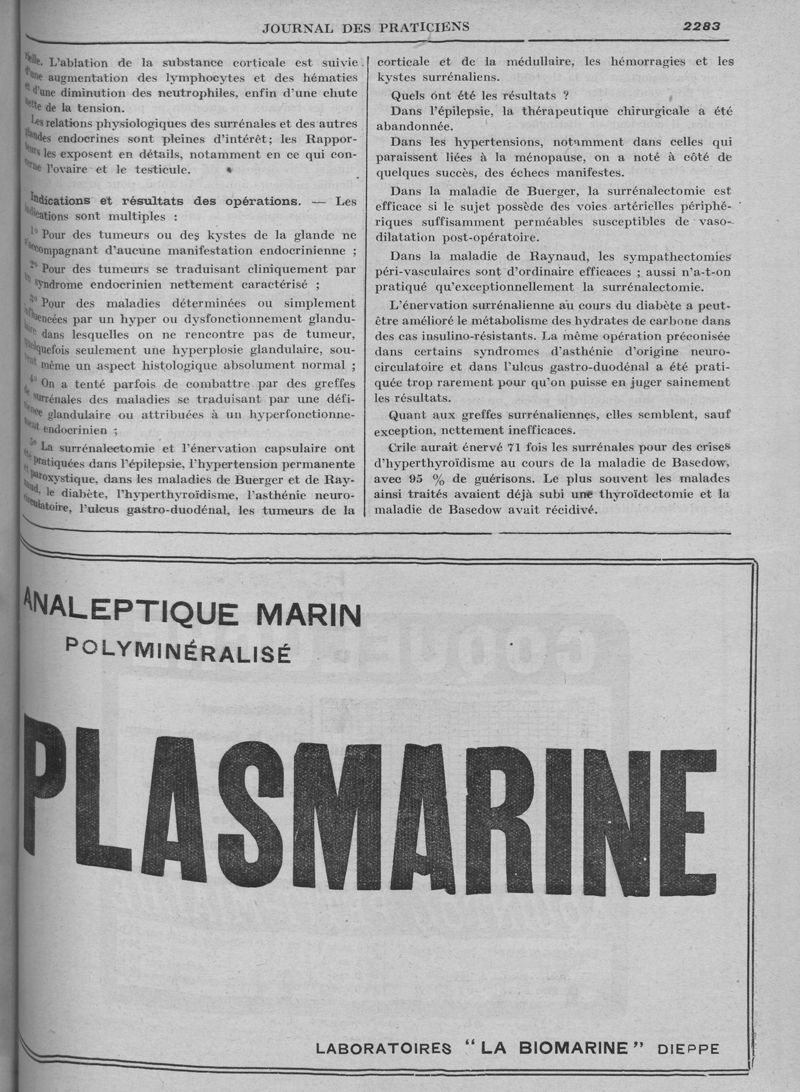 JOURNAL DES PRATICIENS 2283
L'ablation de la substance corticale est suivie
d'une augmentation des lymphocytes et des hématies
et d'une diminution des neutrophiles, enfin d'une chute
nette de la tension.
Les relations physiologiques des surrénales et des autres
glandes endocrines sont pleines d'intérêt; les Rappor-
teurs les exposent en détails, notamment en ce qui con-
cerne l'ovaire et le testicule.
Indications et résultats des opérations. — Les
indications sont multiples :
1° Pour des tumeurs ou des kystes de la glande ne
s'accompagnant d'aucune manifestation endocrinienne ;
2° Pour des tumeurs se traduisant cliniquement par
un syndrome endocrinien nettement caractérisé ;
3° Pour des maladies déterminées ou simplement
influencées par un hyper ou dysfonctionnement glandu-
laire dans lesquelles on ne rencontre pas de tumeur,
quelquefois seulement une hyperplosie glandulaire, sou-
vent même un aspect histologique absolument normal ;
4° On a tenté parfois de combattre par des greffes
de surrénales des maladies se traduisant par une défi-
cience glandulaire ou attribuées à un hyperfonctionne-
ment endocrinien ;
5° La surrénalectomie et l'énervation capsulaire ont
été pratiquées dans l'épilepsie, l'hypertension permanente
et paroxystique, dans les maladies de Buerger et de Ray-
naud, le diabète, l'hyperthyroïdisme, l'asthénie neuro-
circulatoire, l'ulcus gastro-duodénal, les tumeurs de la
corticale et de la médullaire, les hémorragies et les
kystes surrénaliens.
Quels ont été les résultats ?
Dans l'épilepsie, la thérapeutique chirurgicale a été
abandonnée.
Dans les hypertensions, notamment dans celles qui
paraissent liées à la ménopause, on a noté à côté de
quelques succès, des échecs manifestes.
Dans la maladie de Buerger, la surrénalectomie est
efficace si le sujet possède des voies artérielles périphé-
riques suffisamment perméables susceptibles de vaso-
dilatation post-opératoire.
Dans la maladie de Raynaud, les sympathectomies
péri-vasculaires sont d'ordinaire efficaces ; aussi n'a-t-on
pratiqué qu'exceptionnellement la surrénalectomie.
L'énervation surrénalienne au cours du diabète a peut-
être amélioré le métabolisme des hydrates de carbone dans
des cas insulino-résistants. La même opération préconisée
dans certains syndromes d'asthénie d'origine neuro-
circulatoire et dans l'ulcus gastro-duodénal a été prati-
quée trop rarement pour qu'on puisse en juger sainement
les résultats.
Quant aux greffes surrénaliennes, elles semblent, sauf
exception, nettement inefficaces.
Crile aurait énervé 71 fois les surrénales pour des crises
d'hyperthyroïdisme au cours de la maladie de Basedow,
avec 95 % de guérisons. Le plus souvent les malades
ainsi traités avaient déjà subi une thyroïdectomie et la
maladie de Basedow avait récidivé.
ANALEPTIQUE MARIN
POLYMINÉRALISÉ
PLASMARINE
LABORATOIRES "LA BIOMARINE" DIEPPE